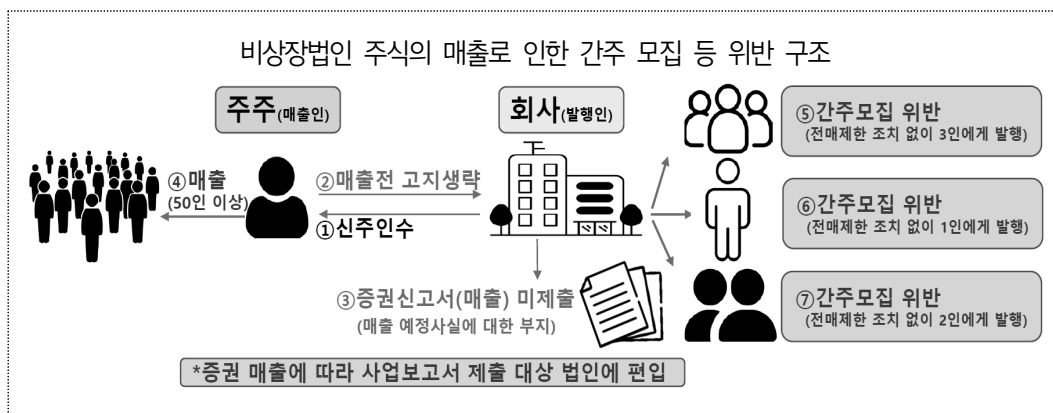 비상장법인 주식의 매출로 인한 간주 모집 등 위반 구조
주주(매출인)
회사(발행인)
①신주인수
②매출전 고지생략
③증권신고서(매출) 미제출
(매출 예정사실에 대한 부지)
④매출
(50인 이상)
⑤간주모집 위반
(전매제한 조치 없이 3인에게 발행)
⑥간주모집 위반
(전매제한 조치 없이 1인에게 발행)
⑦간주모집 위반
(전매제한 조치 없이 2인에게 발행)
*증권 매출에 따라 사업보고서 제출 대상 법인에 편입